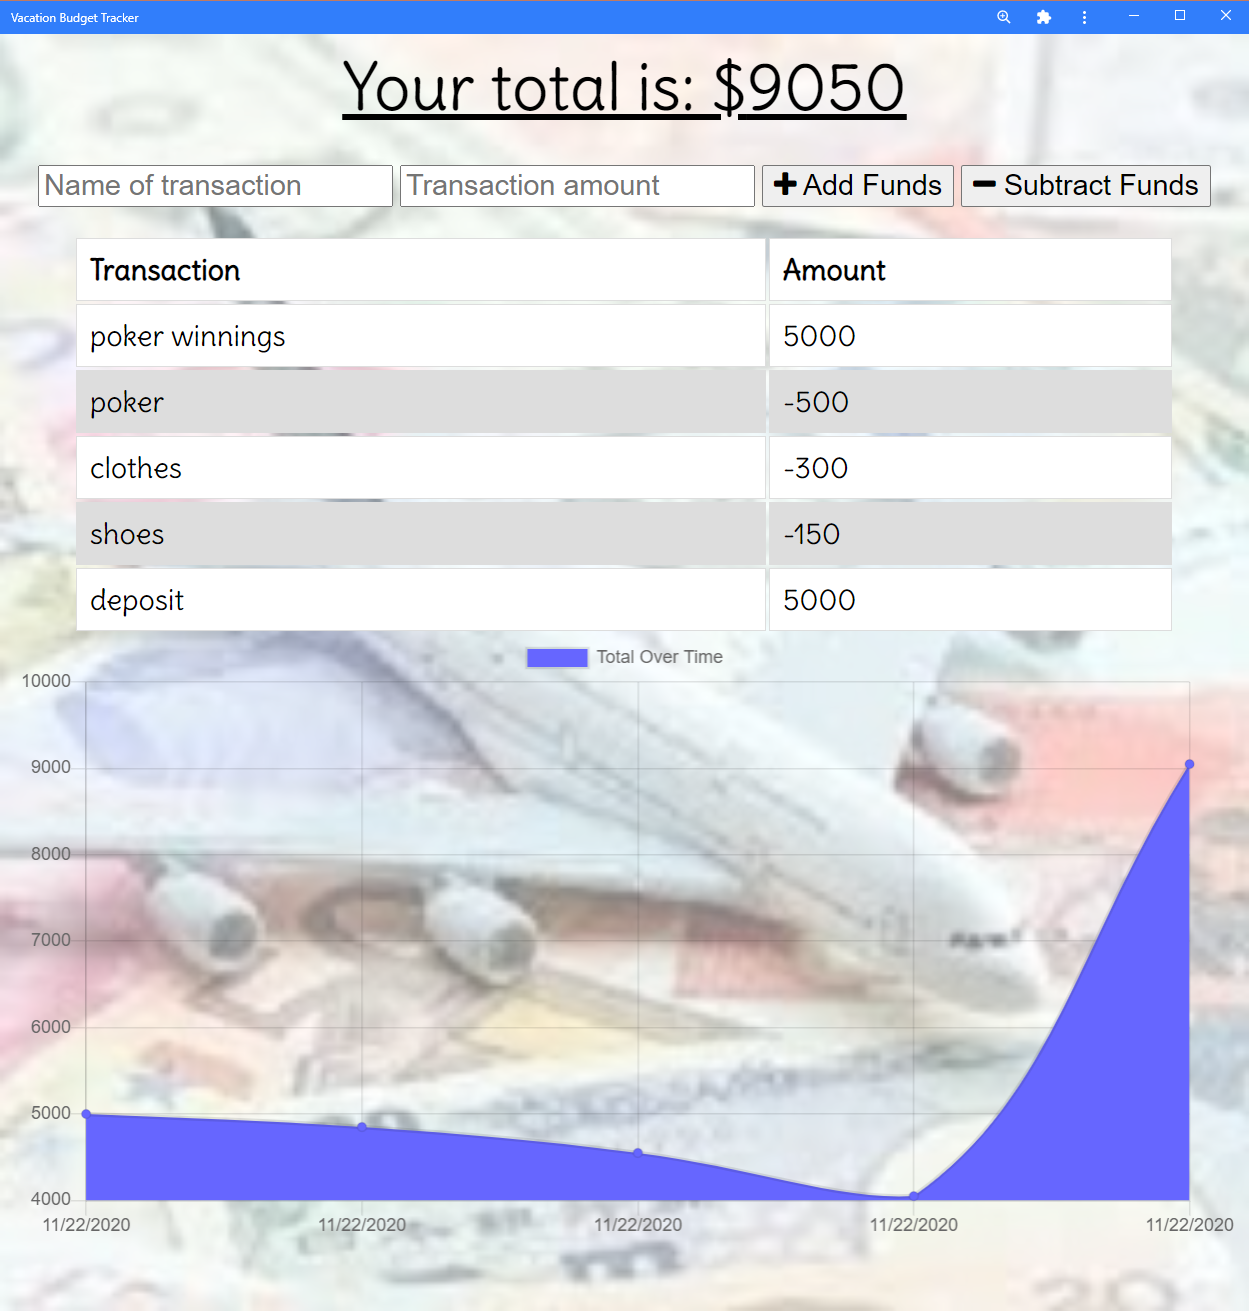 Vacation Budget Tracker
Your total is: $9050
Name of transaction Transaction amount Add Funds Subtract Funds
Transaction Amount
poker winnings 5000
poker -500
clothes -300
shoes -150
deposit 5000
Total Over Time
10000
9000
8000
7000
6000
5000
4000
11/22/2020 11/22/2020 11/22/2020 11/22/2020 11/22/2020